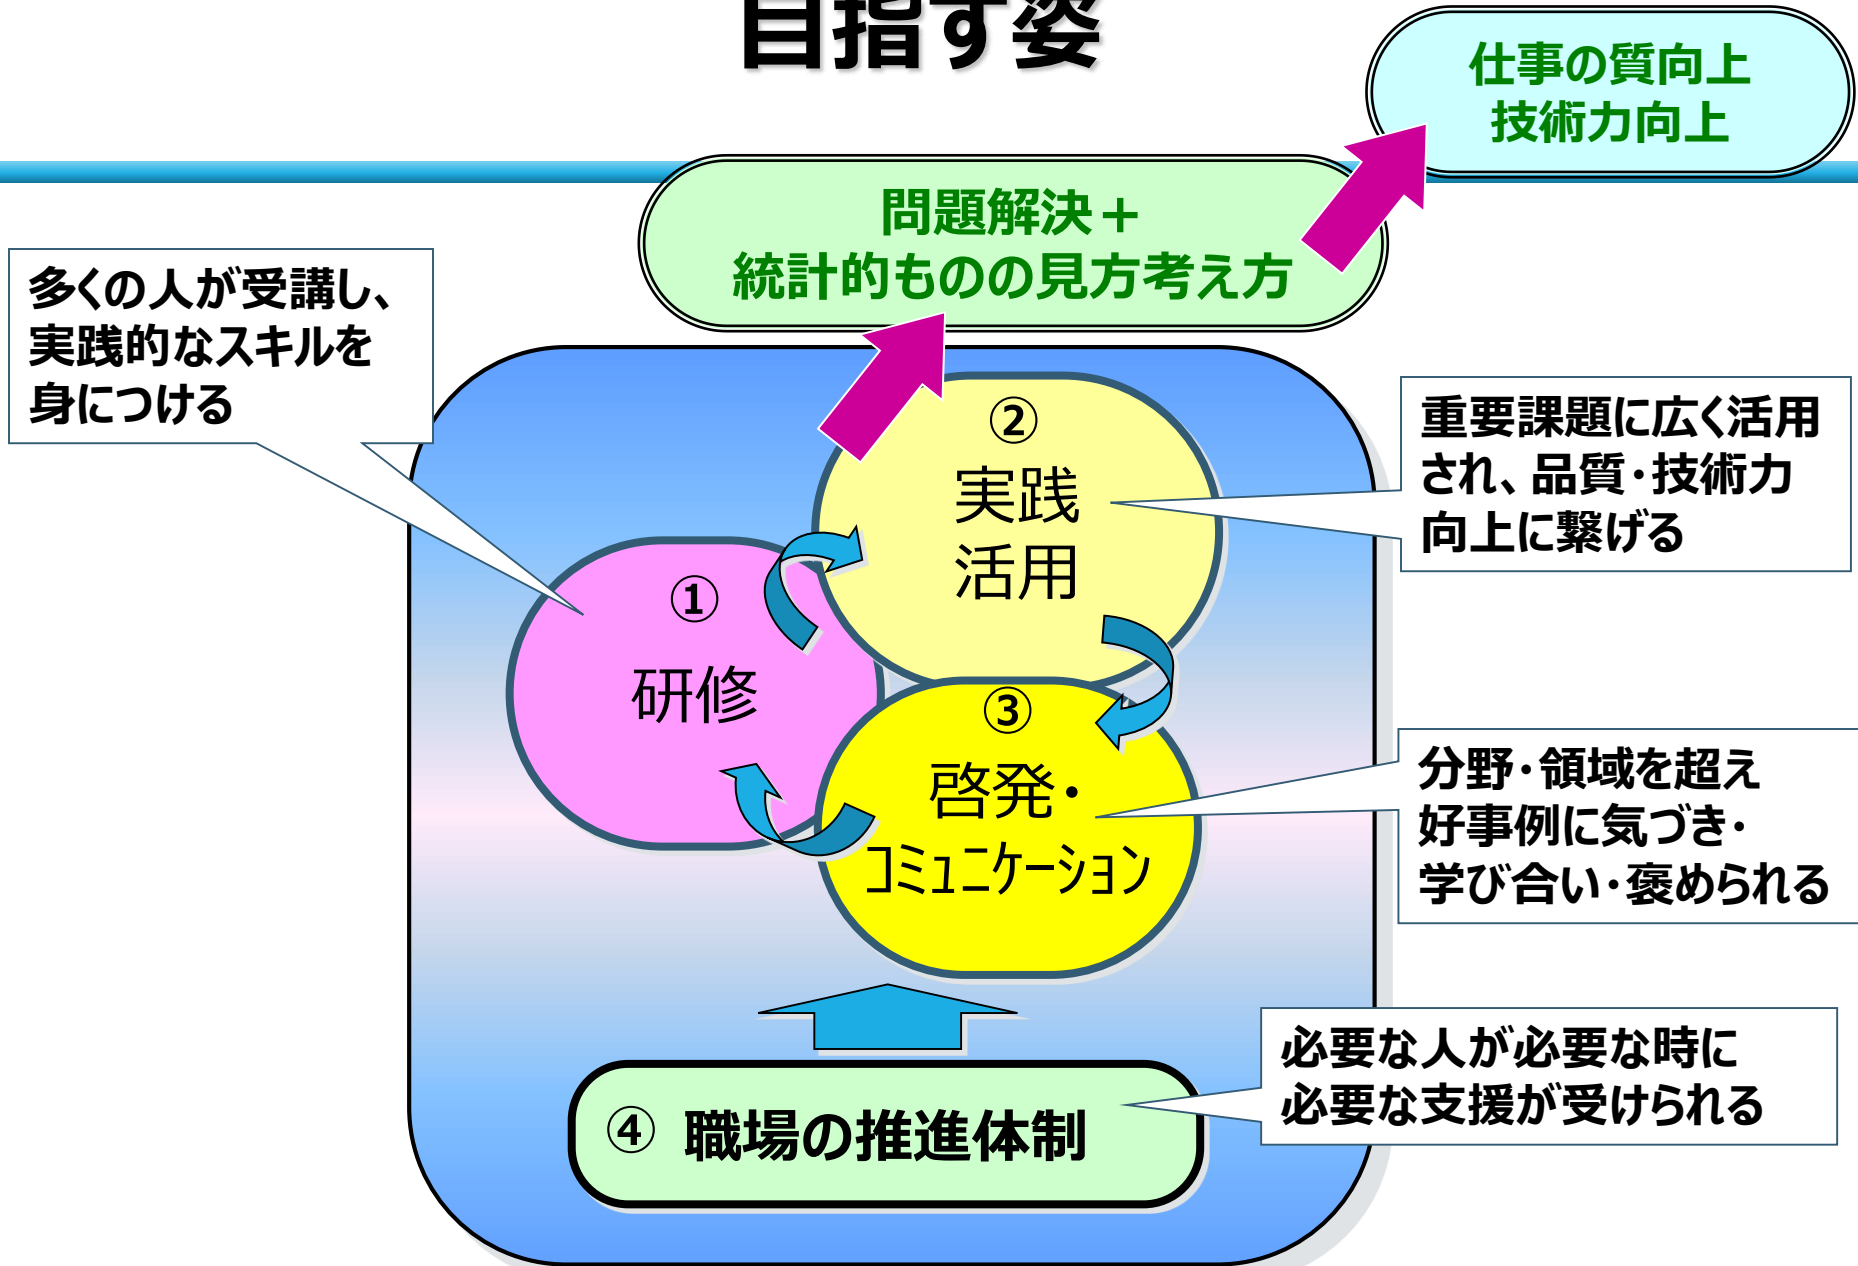 目指す姿
仕事の質向上
技術力向上
問題解決＋
統計的ものの見方考え方
多くの人が受講し、
実践的なスキルを
身につける
②
実践
活用
重要課題に広く活用
され、品質・技術力
向上に繋げる
①
研修
③
啓発・
ｺﾐｭﾆｹｰｼｮﾝ
分野・領域を超え
好事例に気づき・
学び合い・褒められる
必要な人が必要な時に
必要な支援が受けられる
④ 職場の推進体制